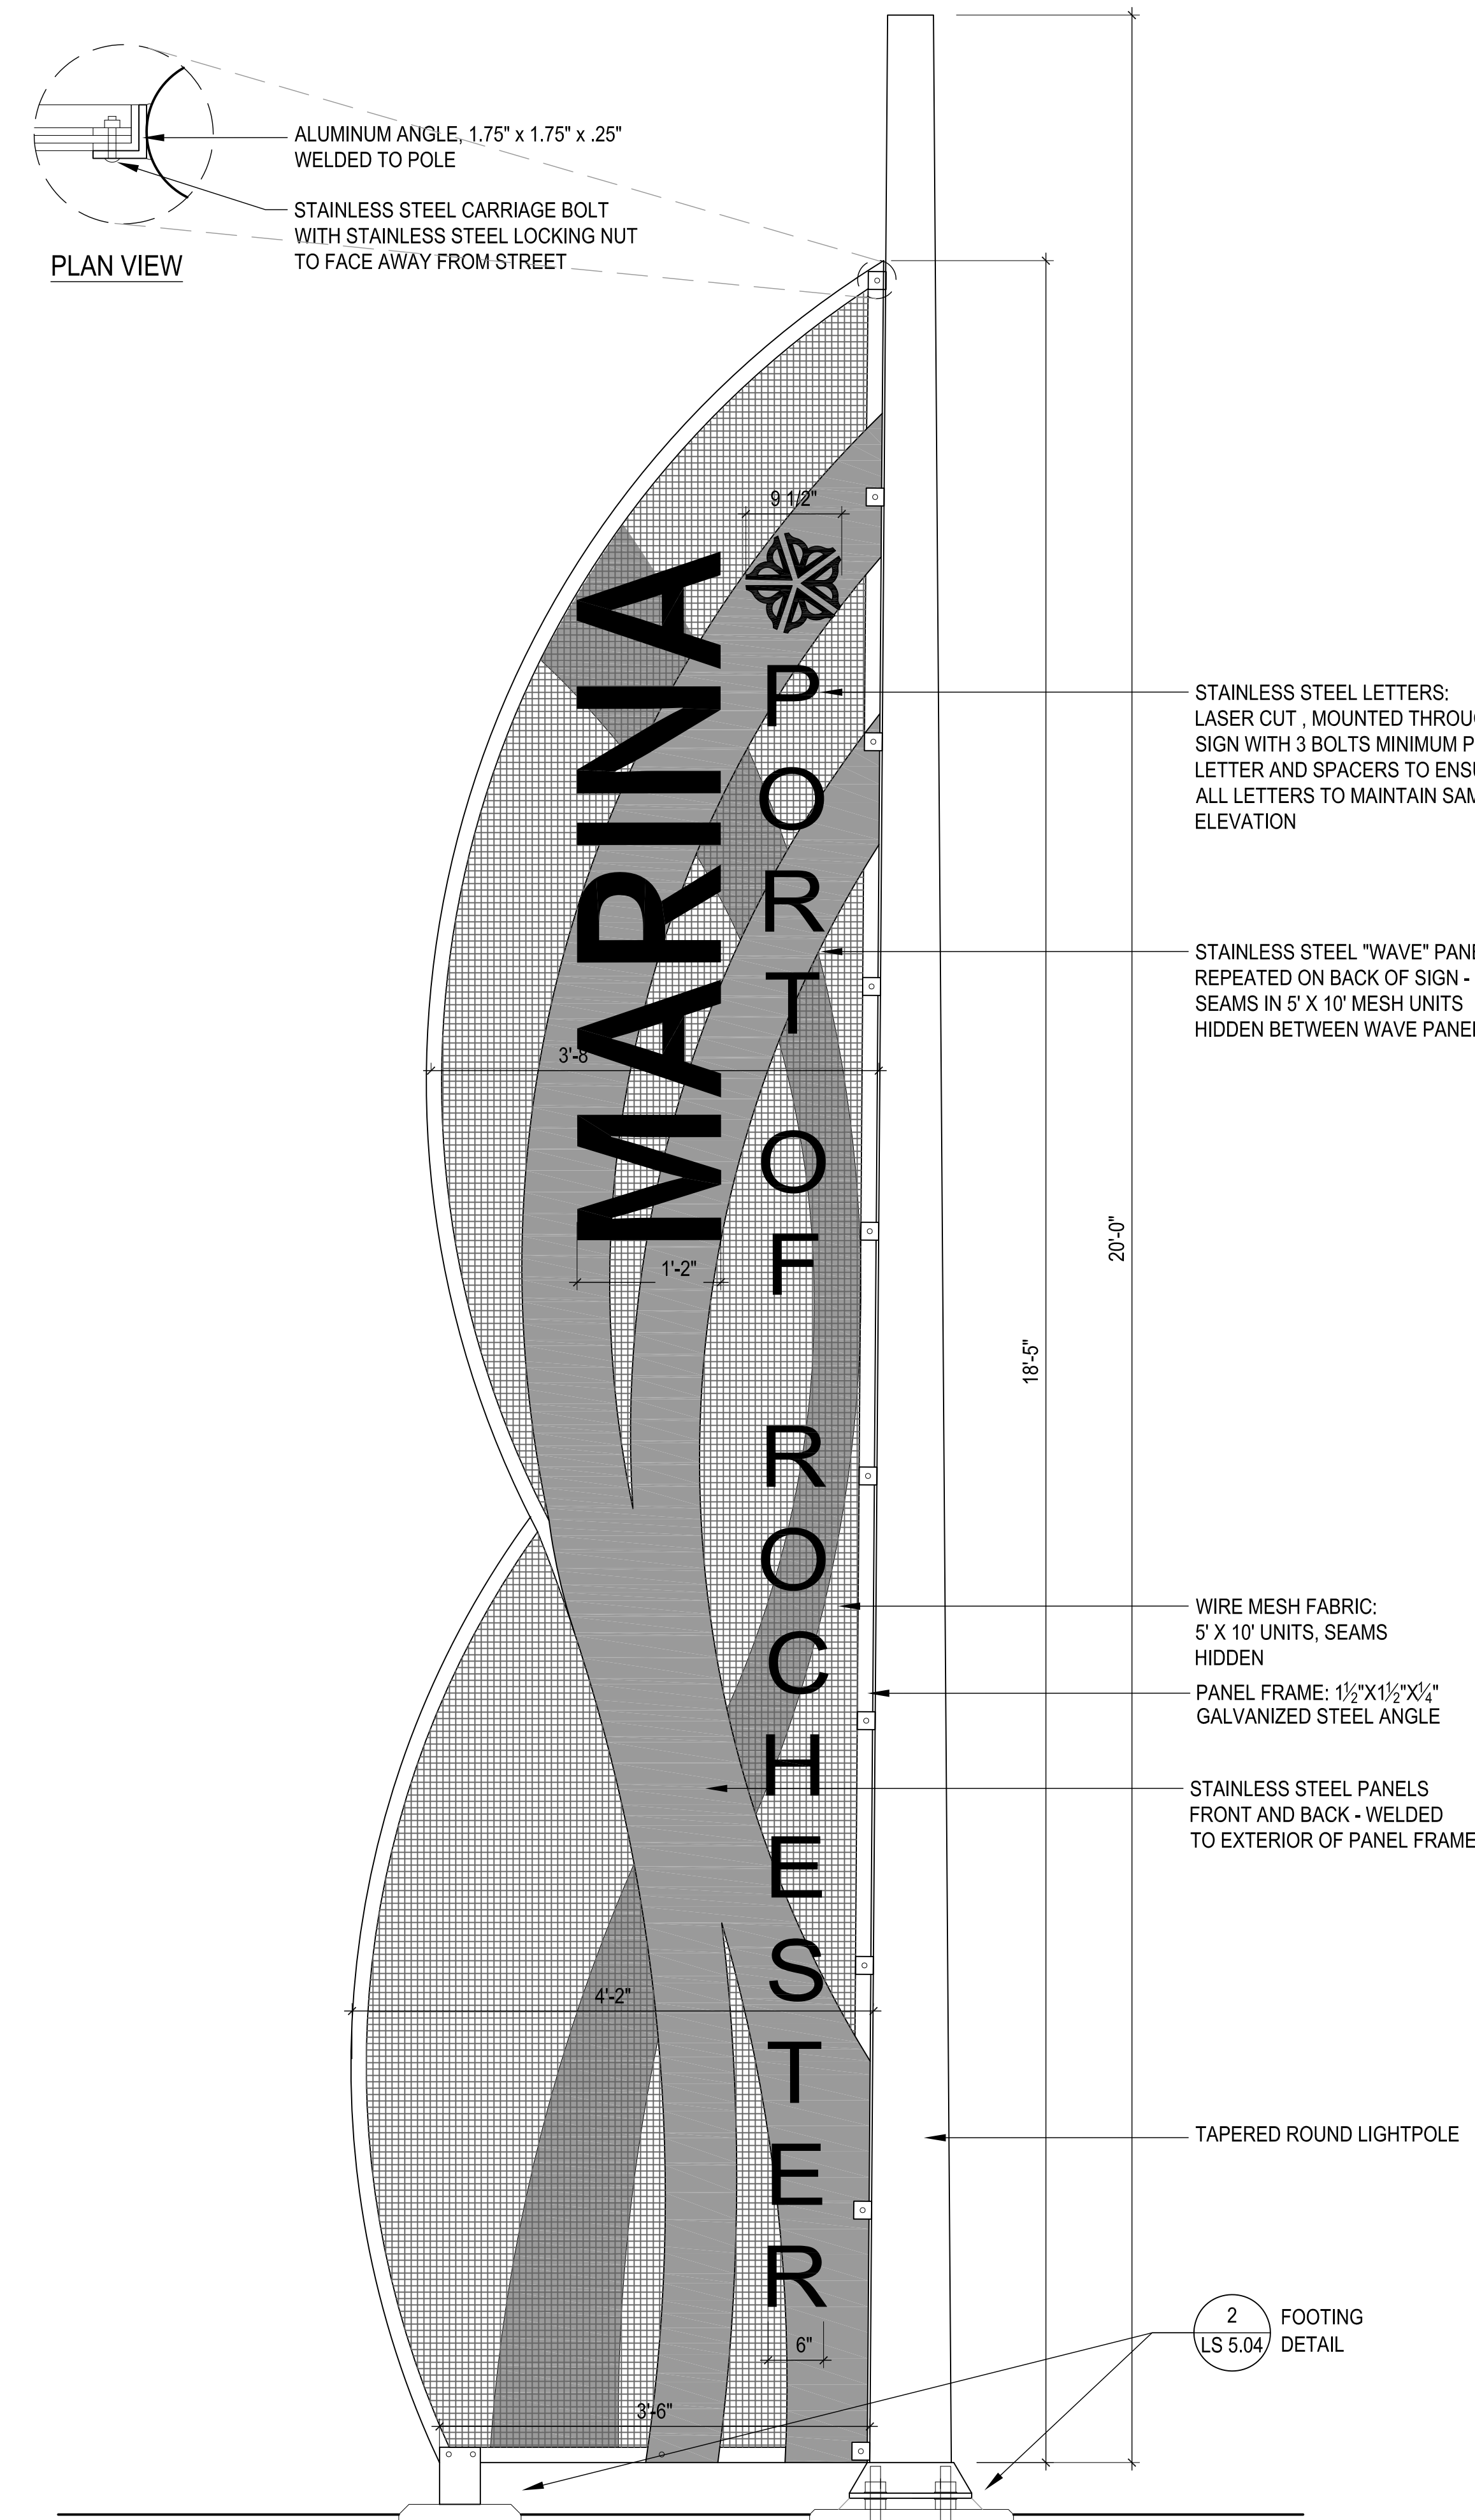 ALUMINUM ANGLE, 1.75" x 1.75" x .25"
WELDED TO POLE
STAINLESS STEEL CARRIAGE BOLT
WITH STAINLESS STEEL LOCKING NUT
TO FACE AWAY FROM STREET
PLAN VIEW
9 1/2"
MARINA
PORT OF ROCHESTER
STAINLESS STEEL LETTERS:
LASER CUT , MOUNTED
SIGN WITH 3 BOLTS MINIMUM
LETTER AND SPACERS TO
ALL LETTERS TO MAINTAIN
ELEVATION
STAINLESS STEEL "WAVE"
REPEATED ON BACK OF SIGN -
SEAMS IN 5' X 10' MESH UNITS
HIDDEN BETWEEN WAVE
3'-8"
1'-2"
20'-0"
18'-5"
WIRE MESH FABRIC:
5' X 10' UNITS, SEAMS
HIDDEN
PANEL FRAME: 1½"X1½"X¼"
GALVANIZED STEEL ANGLE
STAINLESS STEEL PANELS
FRONT AND BACK - WELDED
TO EXTERIOR OF PANEL FRAME
4'-2"
TAPERED ROUND LIGHTPOLE
2
LS 5.04
FOOTING
DETAIL
6"
3'-6"